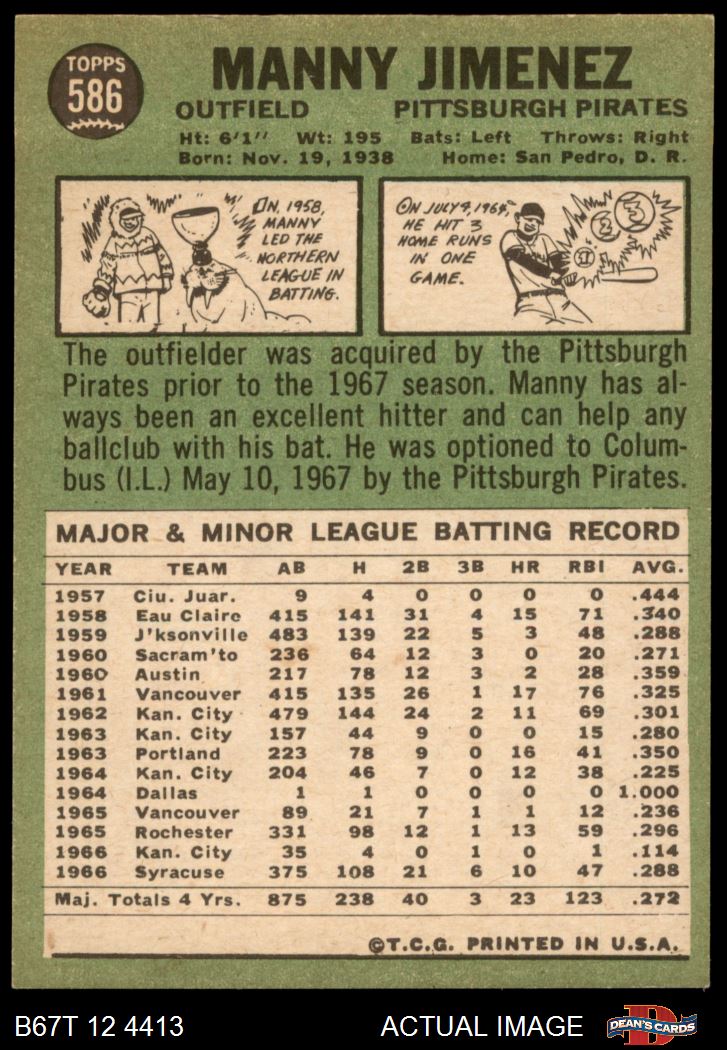 TOPPS
586
MANNY JIMENEZ
OUTFIELD PITTSBURGH PIRATES
Ht: 6'1" Wt: 195 Bats: Left Throws: Right
Born: Nov. 19, 1938 Home: San Pedro, D. R.
IN 1958,
MANNY
LED THE
NORTHERN
LEAGUE IN
BATTING.
ON JULY 4, 1964,
HE HIT 3
HOME RUNS
IN ONE
GAME.
1
2
3
The outfielder was acquired by the Pittsburgh
Pirates prior to the 1967 season. Manny has al-
ways been an excellent hitter and can help any
ballclub with his bat. He was optioned to Colum-
bus (I.L.) May 10, 1967 by the Pittsburgh Pirates.
MAJOR & MINOR LEAGUE BATTING RECORD
YEAR TEAM AB H 2B 3B HR RBI AVG.
1957 Ciu. Juar. 9 4 0 0 0 0 .444
1958 Eau Claire 415 141 31 4 15 71 .340
1959 J'ksonville 483 139 22 5 3 48 .288
1960 Sacram'to 236 64 12 3 0 20 .271
1960 Austin 217 78 12 3 2 28 .359
1961 Vancouver 415 135 26 1 17 76 .325
1962 Kan. City 479 144 24 2 11 69 .301
1963 Kan. City 157 44 9 0 0 15 .280
1963 Portland 223 78 9 0 16 41 .350
1964 Kan. City 204 46 7 0 12 38 .225
1964 Dallas 1 1 0 0 0 0 1.000
1965 Vancouver 89 21 7 1 1 12 .236
1965 Rochester 331 98 12 1 13 59 .296
1966 Kan. City 35 4 0 1 0 1 .114
1966 Syracuse 375 108 21 6 10 47 .288
Maj. Totals 4 Yrs. 875 238 40 3 23 123 .272
©T.C.G. PRINTED IN U.S.A.
B67T 12 4413 ACTUAL IMAGE D DEAN'S CARDS